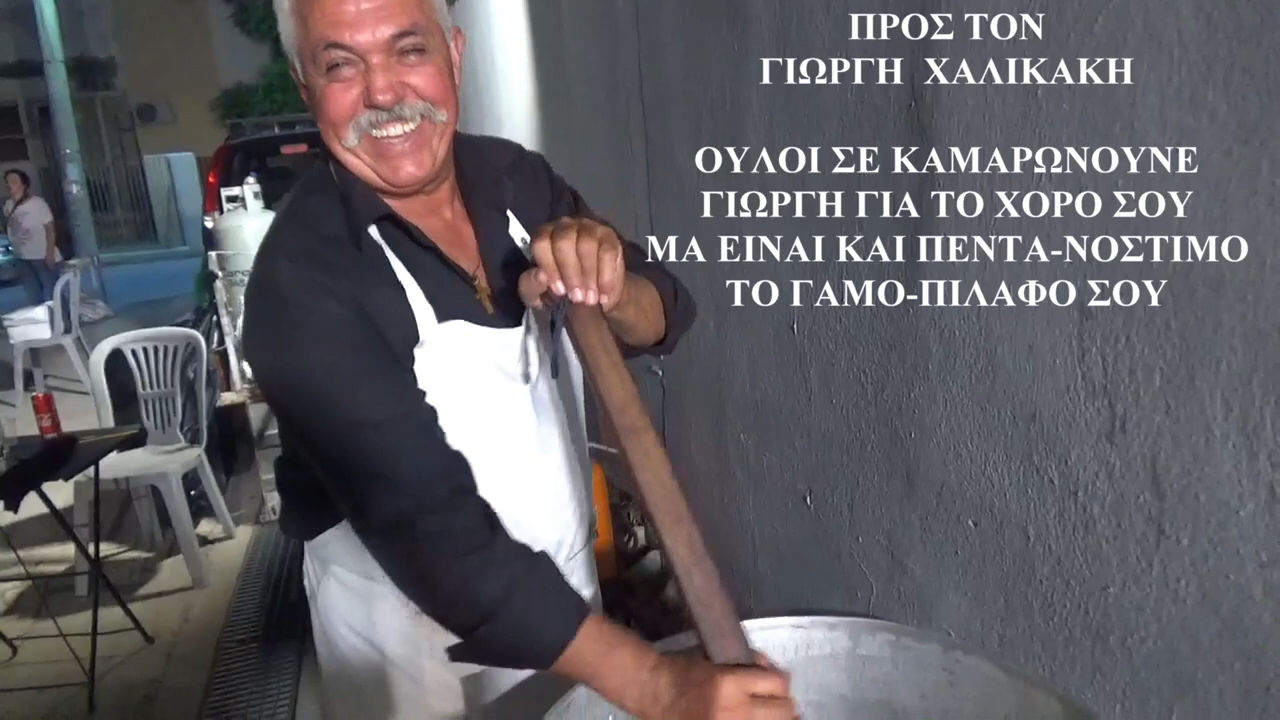 ΠΡΟΣ ΤΟΝ
ΓΙΩΡΓΗ ΧΑΛΙΚΑΚΗ
ΟΥΛΟΙ ΣΕ ΚΑΜΑΡΩΝΟΥΝΕ
ΓΙΩΡΓΗ ΓΙΑ ΤΟ ΧΟΡΟ ΣΟΥ
ΜΑ ΕΙΝΑΙ ΚΑΙ ΠΕΝΤΑ-ΝΟΣΤΙΜΟ
ΤΟ ΓΑΜΟ-ΠΙΛΑΦΟ ΣΟΥ